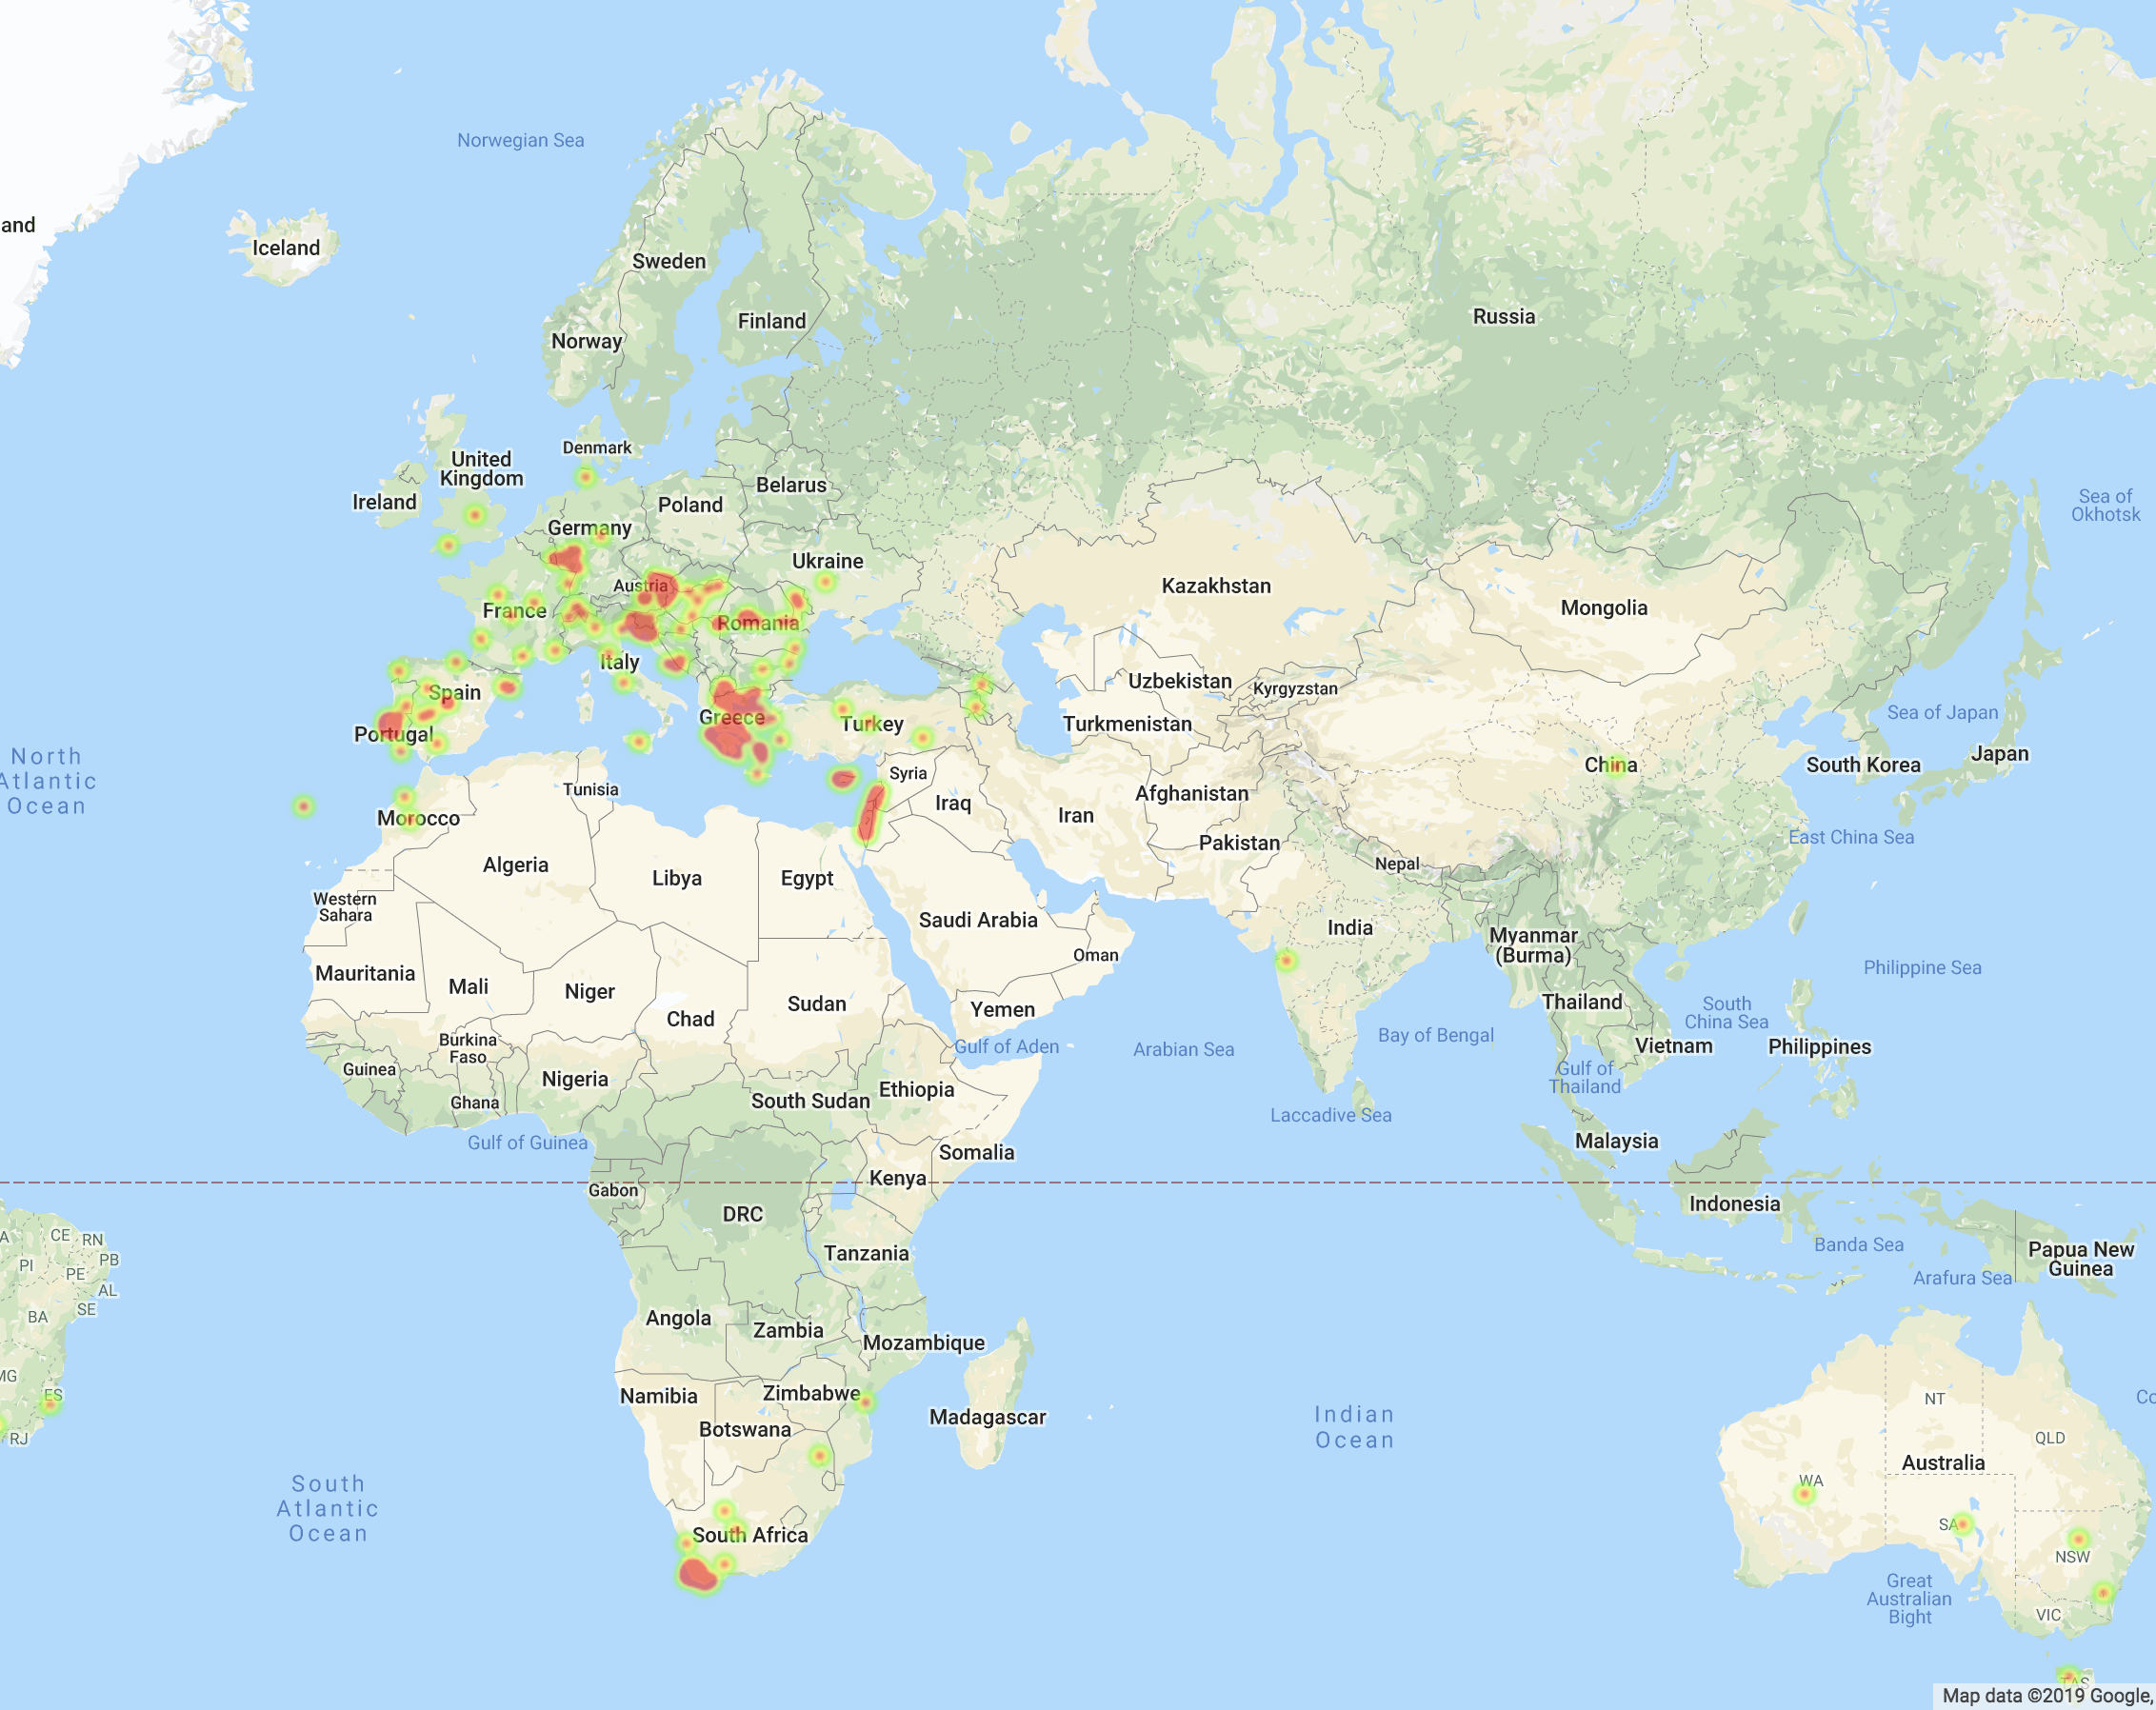 Norwegian Sea
and
Iceland
Sweden
Finland
Norway
Russia
Denmark
United
Kingdom
Ireland
Belarus
Poland
Germany
Sea of
Okhotsk
Ukraine
Austria
France
Romania
Kazakhstan
Mongolia
Italy
Spain
Uzbekistan
Kyrgyzstan
Greece
Turkey
Turkmenistan
Portugal
Sea of Japan
Japan
South Korea
China
North
Atlantic
Ocean
Syria
Tunisia
Iraq
Iran
Afghanistan
Morocco
Pakistan
East China Sea
Nepal
Algeria
Libya
Egypt
Western
Sahara
Saudi Arabia
India
Myanmar
(Burma)
Oman
Mauritania
Mali
Niger
Chad
Sudan
Yemen
Thailand
Philippine Sea
South
China Sea
Burkina
Faso
Gulf of Aden
Arabian Sea
Bay of Bengal
Vietnam
Philippines
Guinea
Nigeria
Ghana
South Sudan
Ethiopia
Gulf of
Thailand
Laccadive Sea
Gulf of Guinea
Somalia
Malaysia
Kenya
Gabon
DRC
Indonesia
A
CE
RN
PI
PE
PB
AL
SE
BA
Tanzania
Banda Sea
Papua New
Guinea
Arafura Sea
Angola
Zambia
Mozambique
MG
ES
RJ
Namibia
Zimbabwe
Botswana
Madagascar
Indian
Ocean
NT
Co
QLD
Australia
WA
South
Atlantic
Ocean
South Africa
SA
NSW
Great
Australian
Bight
VIC
TAS
Map data ©2019 Google,